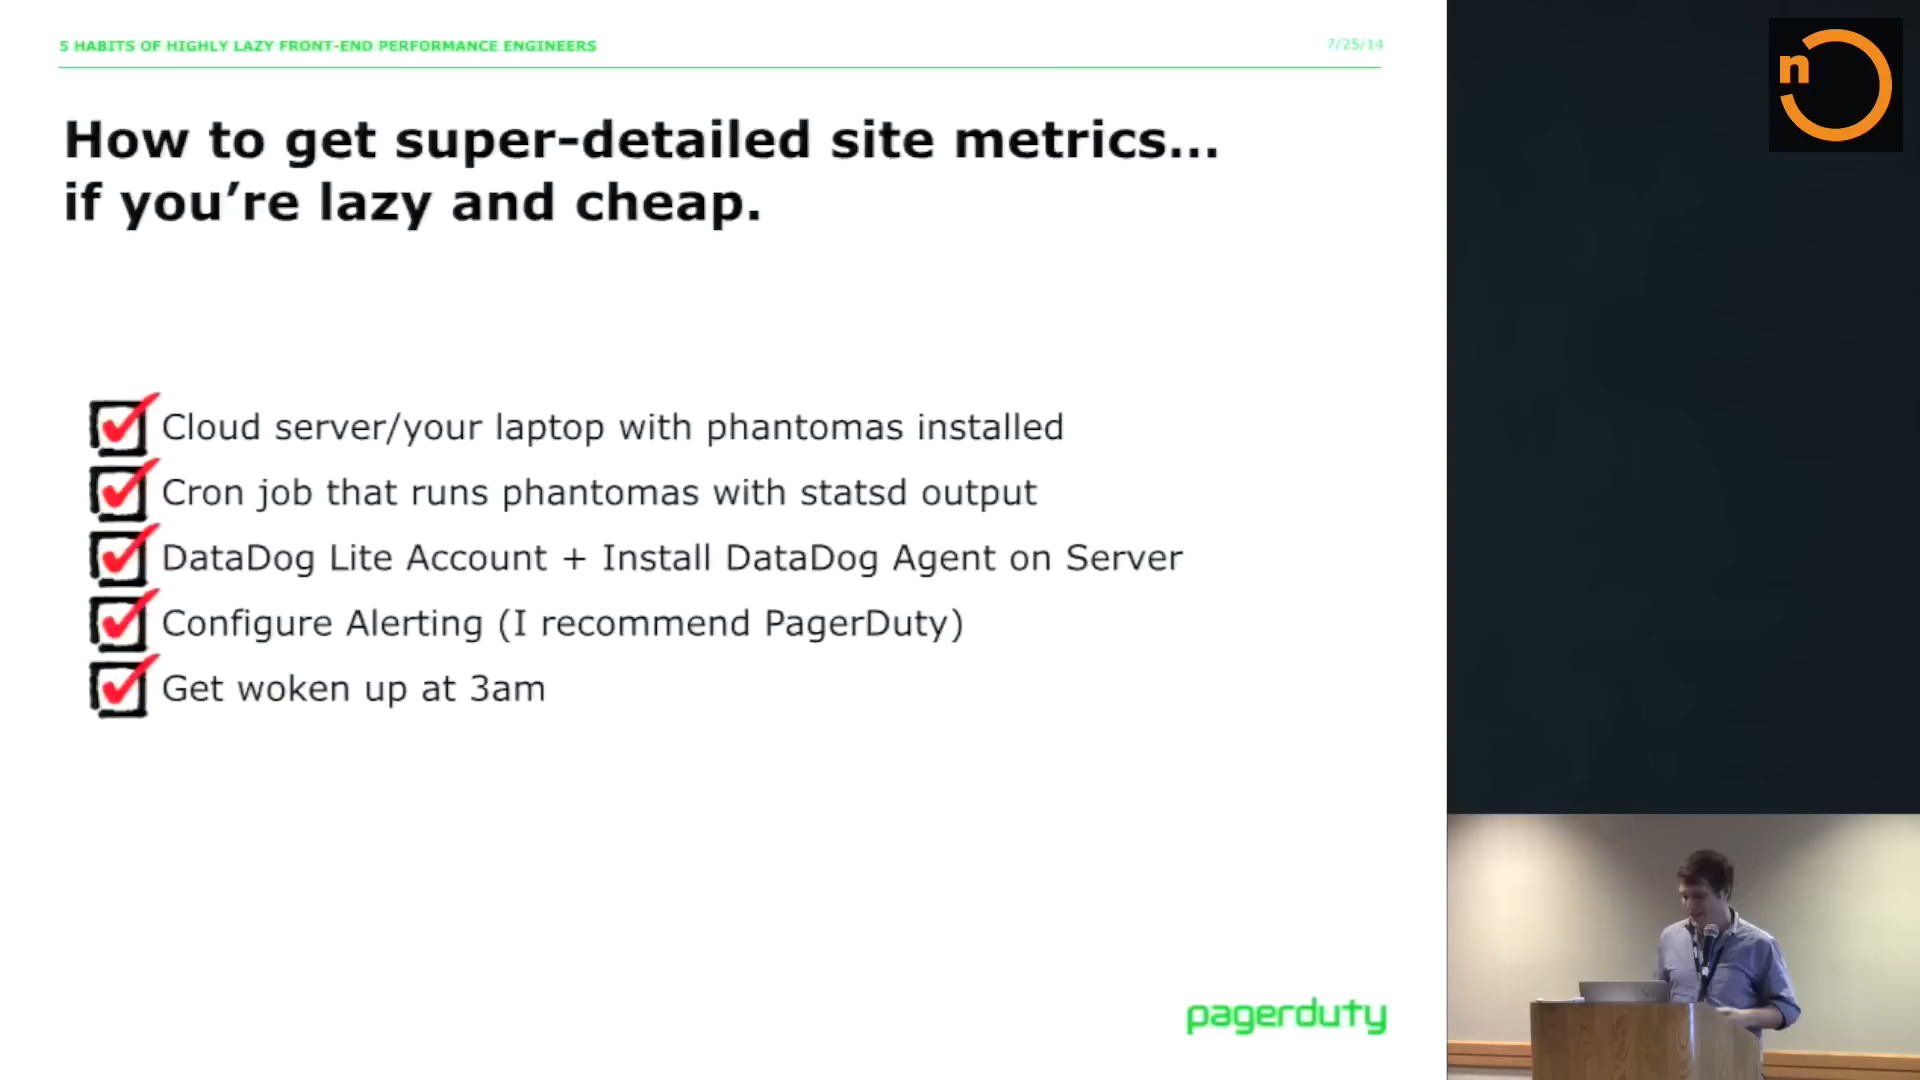 5 HABITS OF HIGHLY LAZY FRONT-END PERFORMANCE ENGINEERS
7/25/14
n
How to get super-detailed site metrics...
if you’re lazy and cheap.
Cloud server/your laptop with phantomas installed
Cron job that runs phantomas with statsd output
DataDog Lite Account + Install DataDog Agent on Server
Configure Alerting (I recommend PagerDuty)
Get woken up at 3am
pagerduty